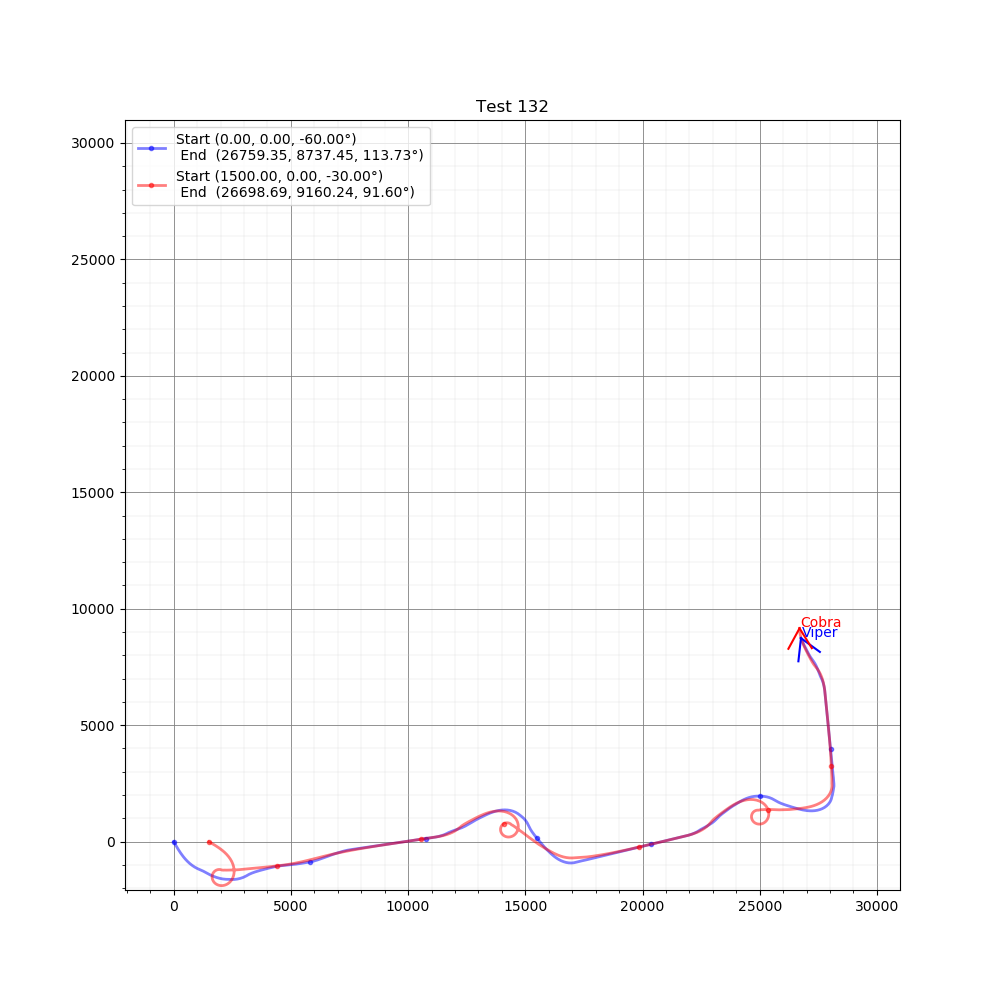 Test 132
Start (0.00, 0.00, -60.00°)
End (26759.35, 8737.45, 113.73°)
Start (1500.00, 0.00, -30.00°)
End (26698.69, 9160.24, 91.60°)
30000
25000
20000
15000
10000
5000
0
Cobra
Viper
0 5000 10000 15000 20000 25000 30000